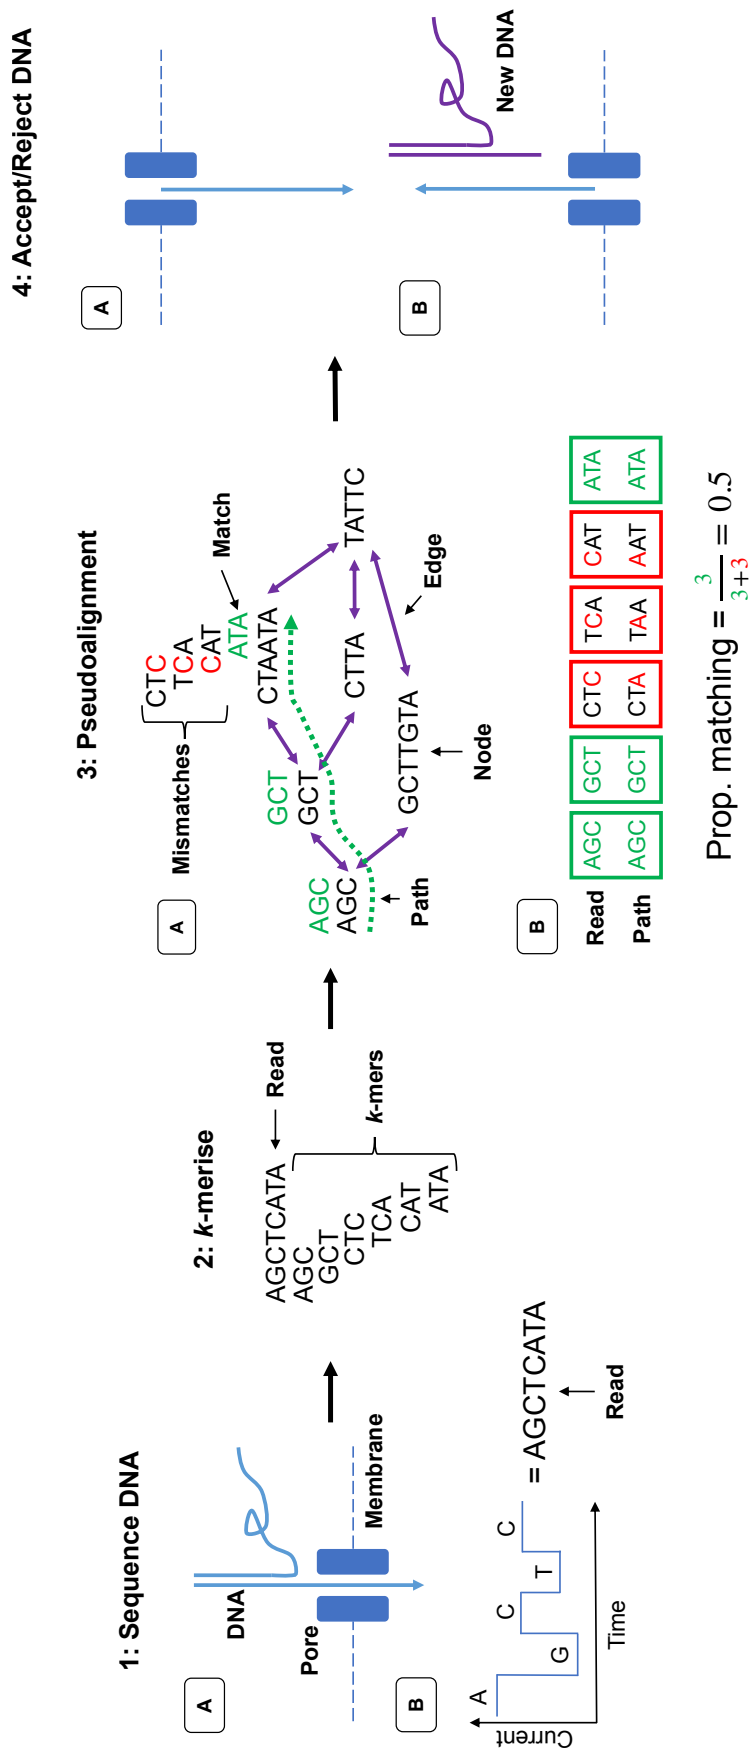 1: Sequence DNA
A
DNA
Pore
Membrane
B
Current
A
G
C
T
C
Time
= AGCTCATA
Read
2: k-merise
AGCTCATA
Read
AGC
GCT
CTC
TCA
CAT
ATA
k-mers
3: Pseudoalignment
A
Mismatches
CTC
TCA
CAT
ATA
Match
AGC
AGC
GCT
GCT
CTAATA
CTTA
GCTTGTA
TATTC
Path
Node
Edge
B
Read AGC GCT CTC TCA CAT ATA
Path AGC GCT CTA TAA AAT ATA
Prop. matching = 3/(3+3) = 0.5
4: Accept/Reject DNA
A
B
New DNA